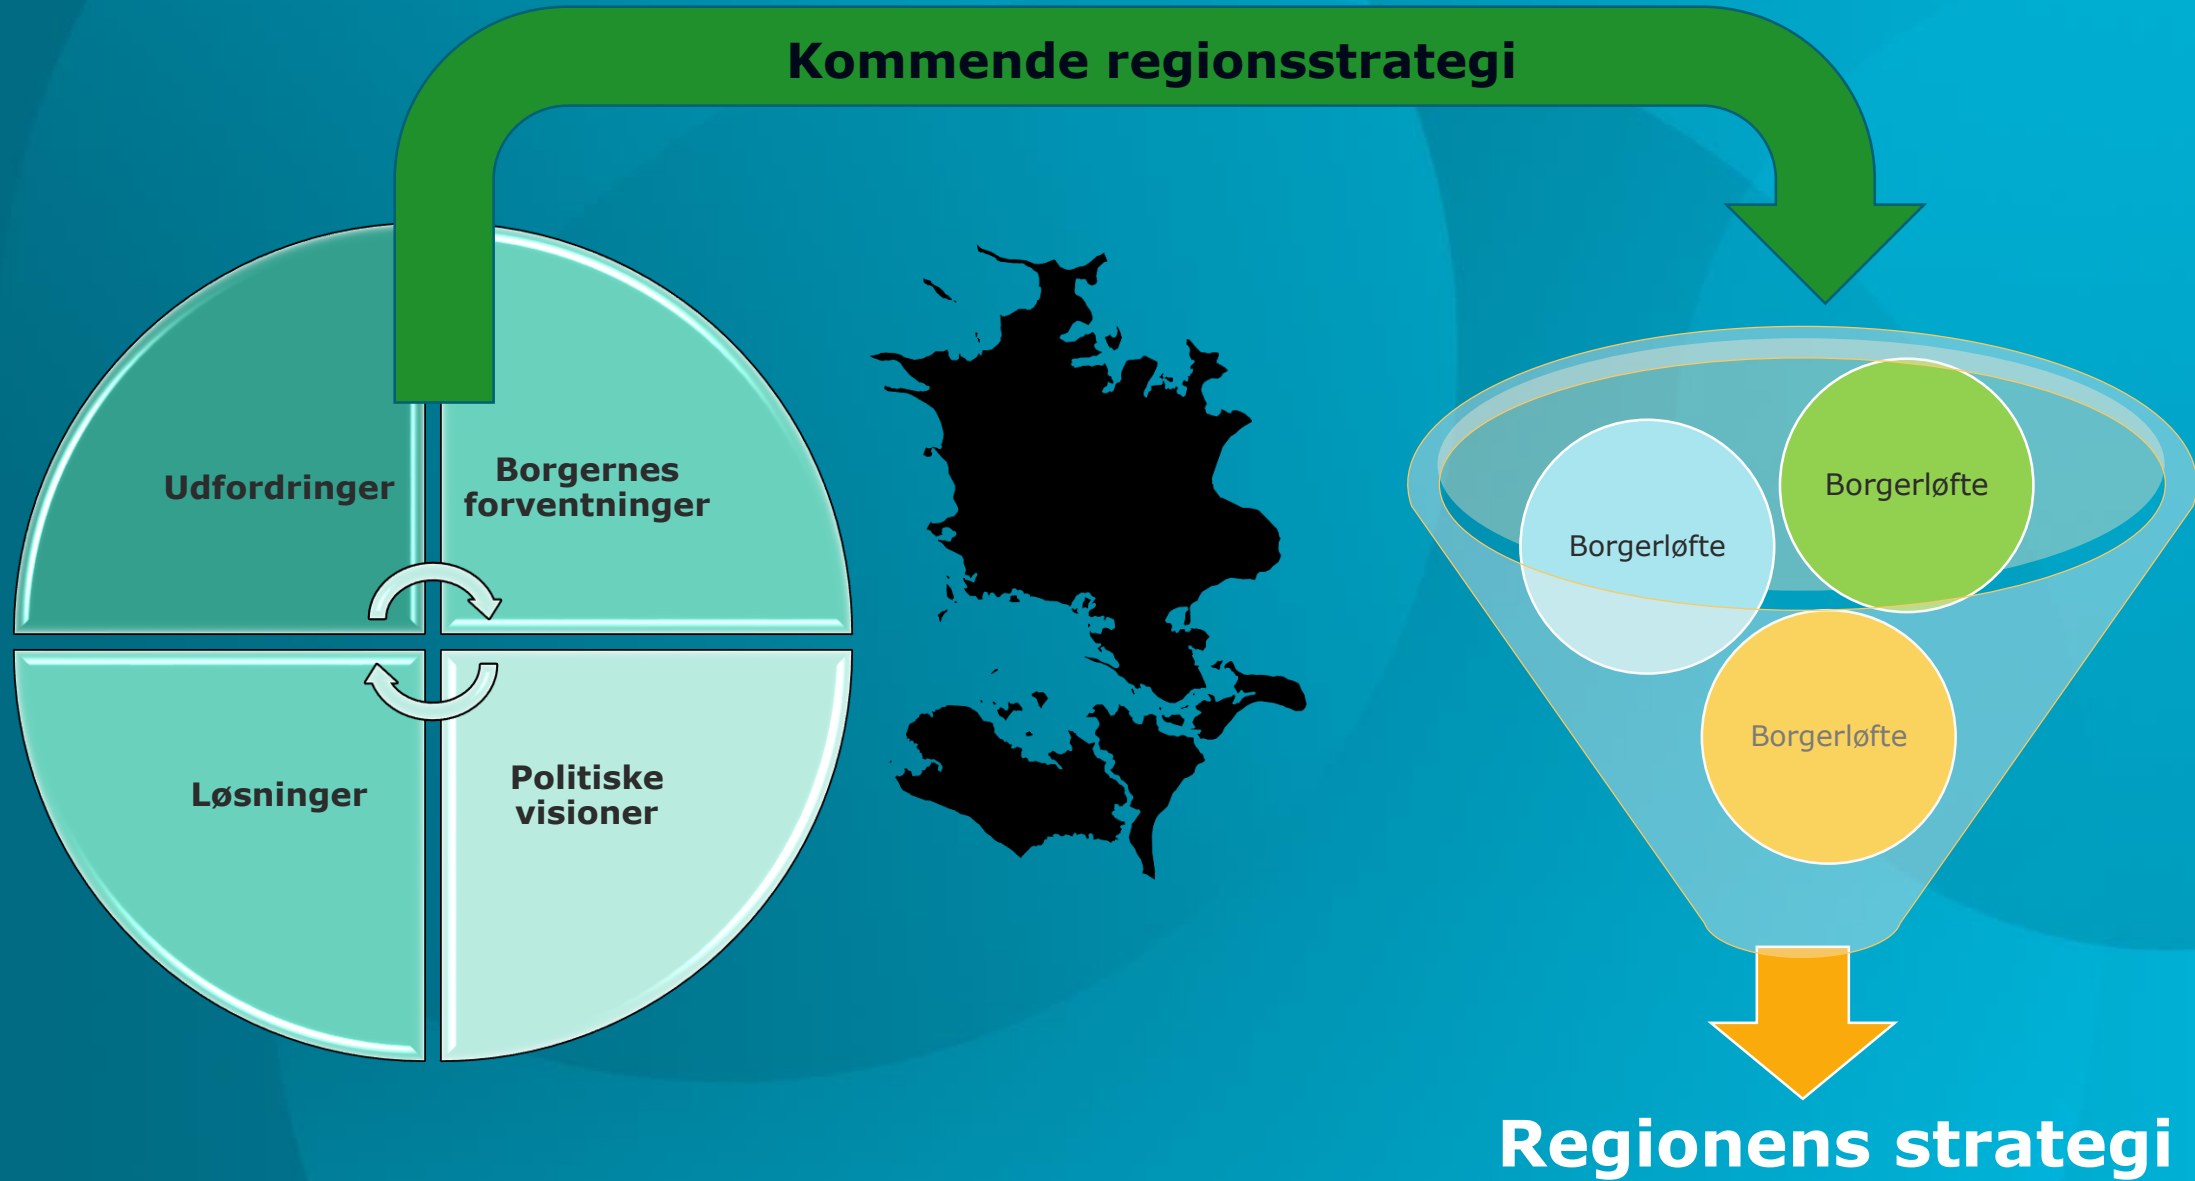 Kommende regionsstrategi
Udfordringer
Borgernes
forventninger
Løsninger
Politiske
visioner
Borgerløfte
Borgerløfte
Borgerløfte
Regionens strategi